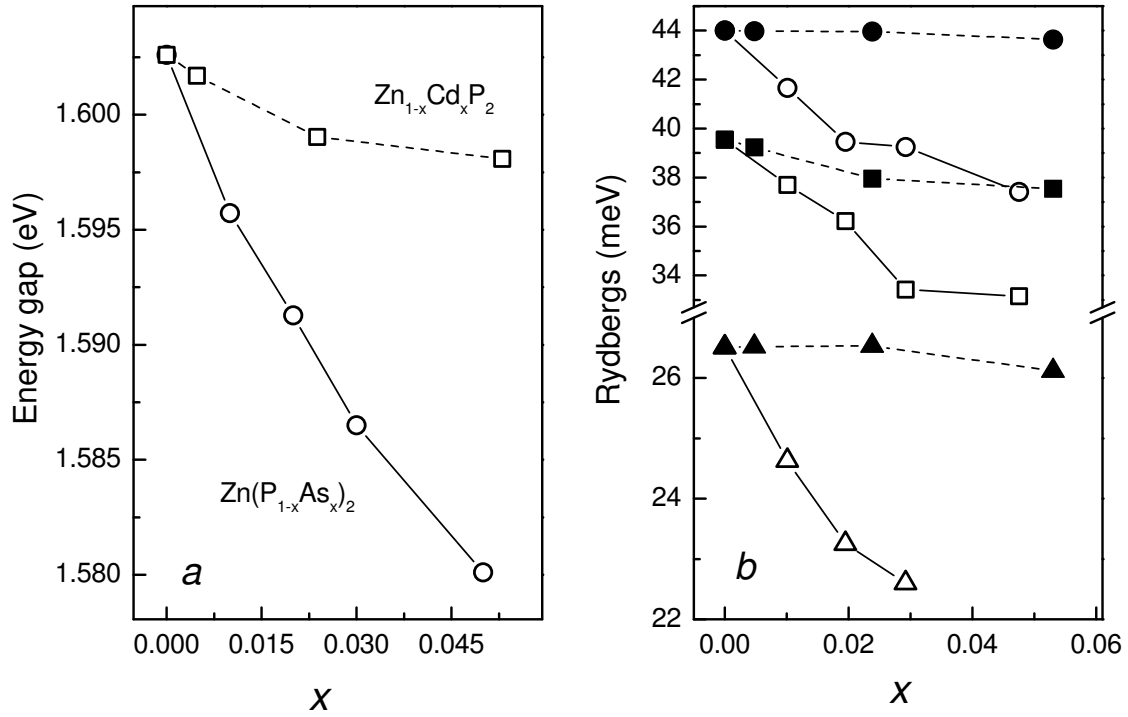 Energy gap (eV)
1.600
1.595
1.590
1.585
1.580
Zn₁₋ₓCdₓP₂
Zn(P₁₋ₓAsₓ)₂
a
0.000 0.015 0.030 0.045
x
Rydbergs (meV)
44
42
40
38
36
34
26
24
22
b
0.00 0.02 0.04 0.06
x